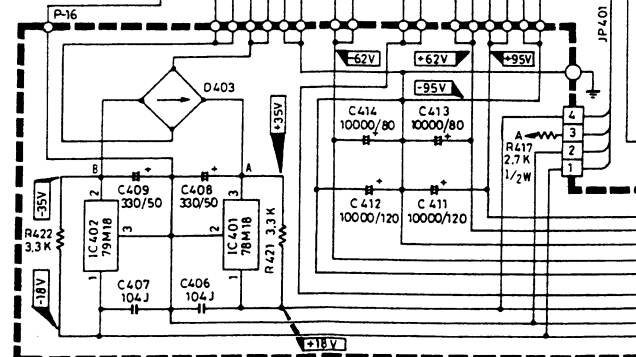 P-16
JP401
-62V
+62V
+95V
-95V
D403
+35V
C414
10000/80
C413
10000/80
4
3
2
1
A
R417
2,7K
1/2W
B
A
C409
330/50
C408
330/50
C412
10000/120
C411
10000/120
-35V
R422
3,3K
2
IC402
79M18
3
1
2
3
IC401
78M18
1
3,3K
R421
C407
104J
C406
104J
-18V
+18V